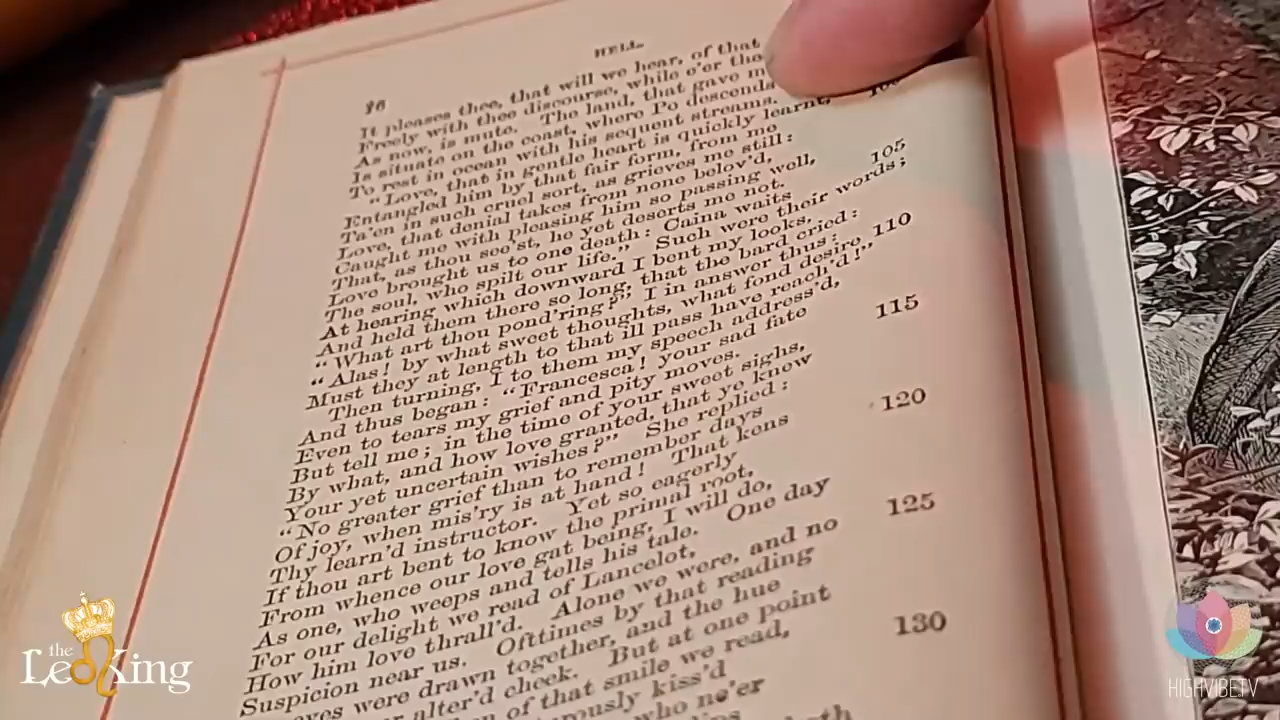 HELL
It pleases thee, that will we hear, of that
Freely with thee discourse, while e'er the
As now, is mute. The land, that gave m
Is situate on the coast, where Po descends
To rest in ocean with his sequent streams.
"Love, that in gentle heart is quickly learnt,
Entangled him by that fair form, from me
Ta'en in such cruel sort, as grieves me still:
Love, that denial takes from none belov'd,
Caught me with pleasing him so passing well,
That, as thou see'st, he yet deserts me not. 105
Love brought us to one death: Caina waits
The soul, who spilt our life." Such were their words;
At hearing which downward I bent my looks,
And held them there so long, that the bard cried:
"What art thou pond'ring?" I in answer thus: 110
"Alas! by what sweet thoughts, what fond desire
Must they at length to that ill pass have reach'd!"
Then turning, I to them my speech address'd,
And thus began: "Francesca! your sad fate
Even to tears my grief and pity moves. 115
But tell me; in the time of your sweet sighs,
By what, and how love granted, that ye knew
Your yet uncertain wishes?" She replied:
"No greater grief than to remember days
Of joy, when mis'ry is at hand! That kens 120
Thy learn'd instructor. Yet so eagerly
If thou art bent to know the primal root,
From whence our love gat being, I will do,
As one, who weeps and tells his tale. One day
For our delight we read of Lancelot, 125
How him love thrall'd. Alone we were, and no
Suspicion near us. Ofttimes by that reading
eyes were drawn together, and the hue
alter'd cheek. But at one point
of that smile we read, 130
kiss'd
who ne'er
the LeoKing
HIGHVIBE.TV